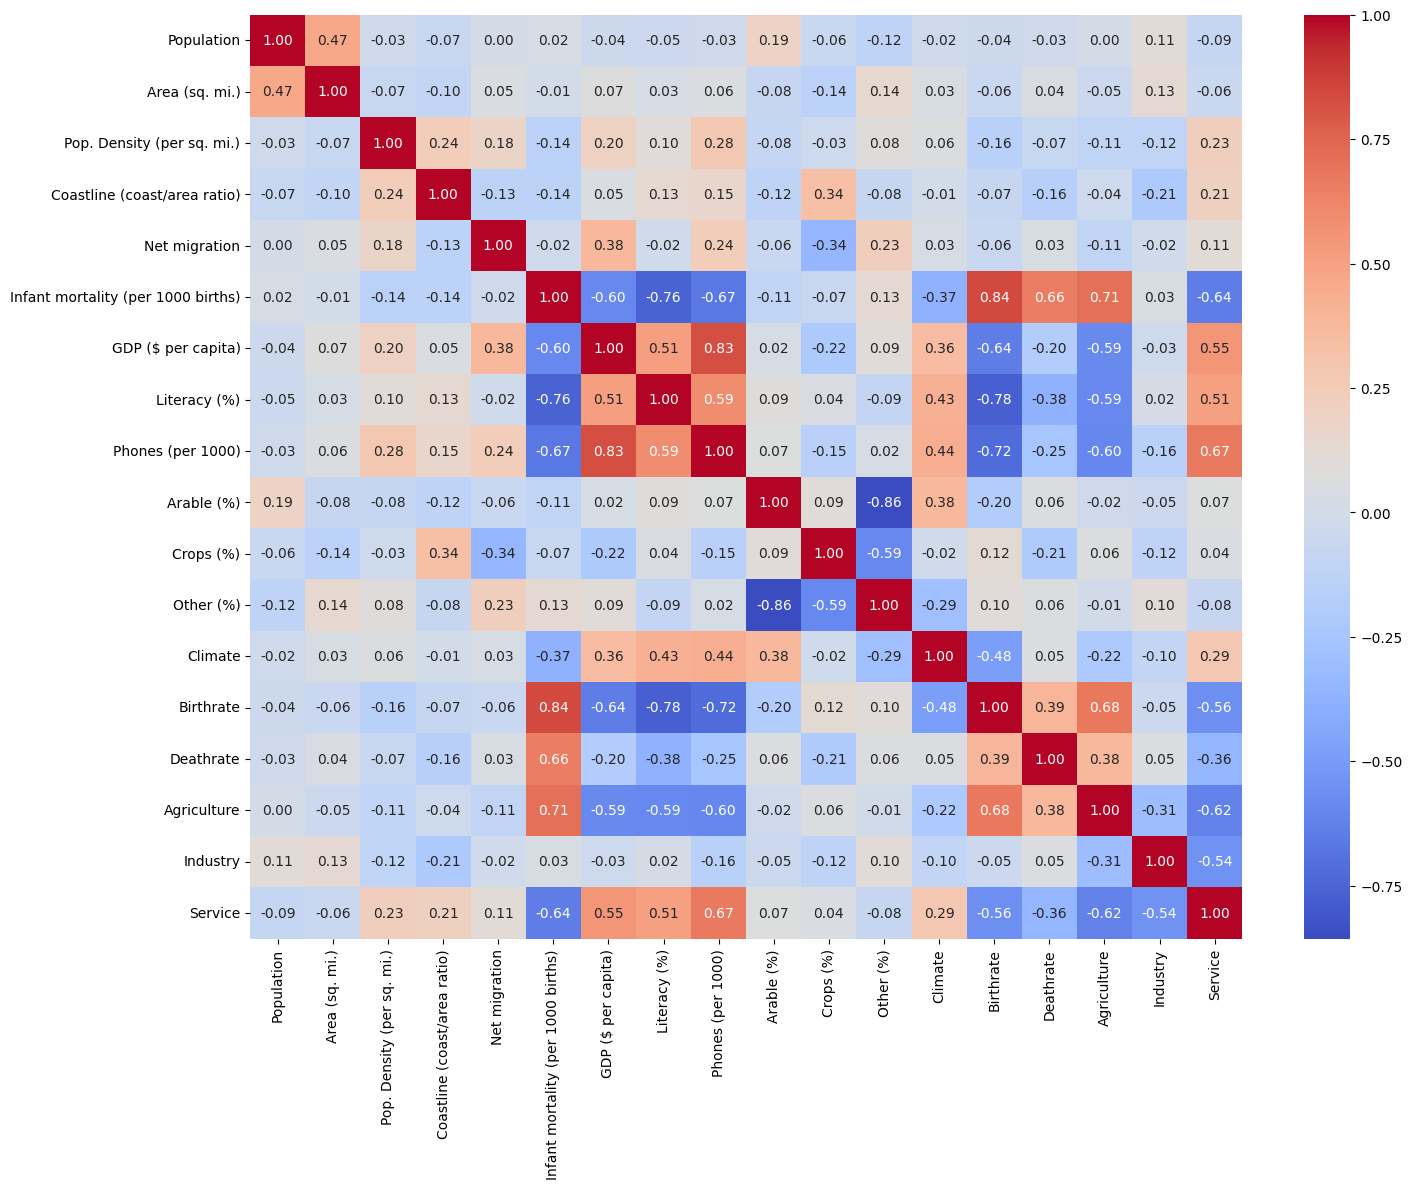 Population 1.00 0.47 -0.03 -0.07 0.00 0.02 -0.04 -0.05 -0.03 0.19 -0.06 -0.12 -0.02 -0.04 -0.03 0.00 0.11 -0.09
Area (sq. mi.) 0.47 1.00 -0.07 -0.10 0.05 -0.01 0.07 0.03 0.06 -0.08 -0.14 0.14 0.03 -0.06 0.04 -0.05 0.13 -0.06
Pop. Density (per sq. mi.) -0.03 -0.07 1.00 0.24 0.18 -0.14 0.20 0.10 0.28 -0.08 -0.03 0.08 0.06 -0.16 -0.07 -0.11 -0.12 0.23
Coastline (coast/area ratio) -0.07 -0.10 0.24 1.00 -0.13 -0.14 0.05 0.13 0.15 -0.12 0.34 -0.08 -0.01 -0.07 -0.16 -0.04 -0.21 0.21
Net migration 0.00 0.05 0.18 -0.13 1.00 -0.02 0.38 -0.02 0.24 -0.06 -0.34 0.23 0.03 -0.06 0.03 -0.11 -0.02 0.11
Infant mortality (per 1000 births) 0.02 -0.01 -0.14 -0.14 -0.02 1.00 -0.60 -0.76 -0.67 -0.11 -0.07 0.13 -0.37 0.84 0.66 0.71 0.03 -0.64
GDP ($ per capita) -0.04 0.07 0.20 0.05 0.38 -0.60 1.00 0.51 0.83 0.02 -0.22 0.09 0.36 -0.64 -0.20 -0.59 -0.03 0.55
Literacy (%) -0.05 0.03 0.10 0.13 -0.02 -0.76 0.51 1.00 0.59 0.09 0.04 -0.09 0.43 -0.78 -0.38 -0.59 0.02 0.51
Phones (per 1000) -0.03 0.06 0.28 0.15 0.24 -0.67 0.83 0.59 1.00 0.07 -0.15 0.02 0.44 -0.72 -0.25 -0.60 -0.16 0.67
Arable (%) 0.19 -0.08 -0.08 -0.12 -0.06 -0.11 0.02 0.09 0.07 1.00 0.09 -0.86 0.38 -0.20 0.06 -0.02 -0.05 0.07
Crops (%) -0.06 -0.14 -0.03 0.34 -0.34 -0.07 -0.22 0.04 -0.15 0.09 1.00 -0.59 -0.02 0.12 -0.21 0.06 -0.12 0.04
Other (%) -0.12 0.14 0.08 -0.08 0.23 0.13 0.09 -0.09 0.02 -0.86 -0.59 1.00 -0.29 0.10 0.06 -0.01 0.10 -0.08
Climate -0.02 0.03 0.06 -0.01 0.03 -0.37 0.36 0.43 0.44 0.38 -0.02 -0.29 1.00 -0.48 0.05 -0.22 -0.10 0.29
Birthrate -0.04 -0.06 -0.16 -0.07 -0.06 0.84 -0.64 -0.78 -0.72 -0.20 0.12 0.10 -0.48 1.00 0.39 0.68 -0.05 -0.56
Deathrate -0.03 0.04 -0.07 -0.16 0.03 0.66 -0.20 -0.38 -0.25 0.06 -0.21 0.06 0.05 0.39 1.00 0.38 0.05 -0.36
Agriculture 0.00 -0.05 -0.11 -0.04 -0.11 0.71 -0.59 -0.59 -0.60 -0.02 0.06 -0.01 -0.22 0.68 0.38 1.00 -0.31 -0.62
Industry 0.11 0.13 -0.12 -0.21 -0.02 0.03 -0.03 0.02 -0.16 -0.05 -0.12 0.10 -0.10 -0.05 0.05 -0.31 1.00 -0.54
Service -0.09 -0.06 0.23 0.21 0.11 -0.64 0.55 0.51 0.67 0.07 0.04 -0.08 0.29 -0.56 -0.36 -0.62 -0.54 1.00
Population
Area (sq. mi.)
Pop. Density (per sq. mi.)
Coastline (coast/area ratio)
Net migration
Infant mortality (per 1000 births)
GDP ($ per capita)
Literacy (%)
Phones (per 1000)
Arable (%)
Crops (%)
Other (%)
Climate
Birthrate
Deathrate
Agriculture
Industry
Service
1.00
0.75
0.50
0.25
0.00
−0.25
−0.50
−0.75